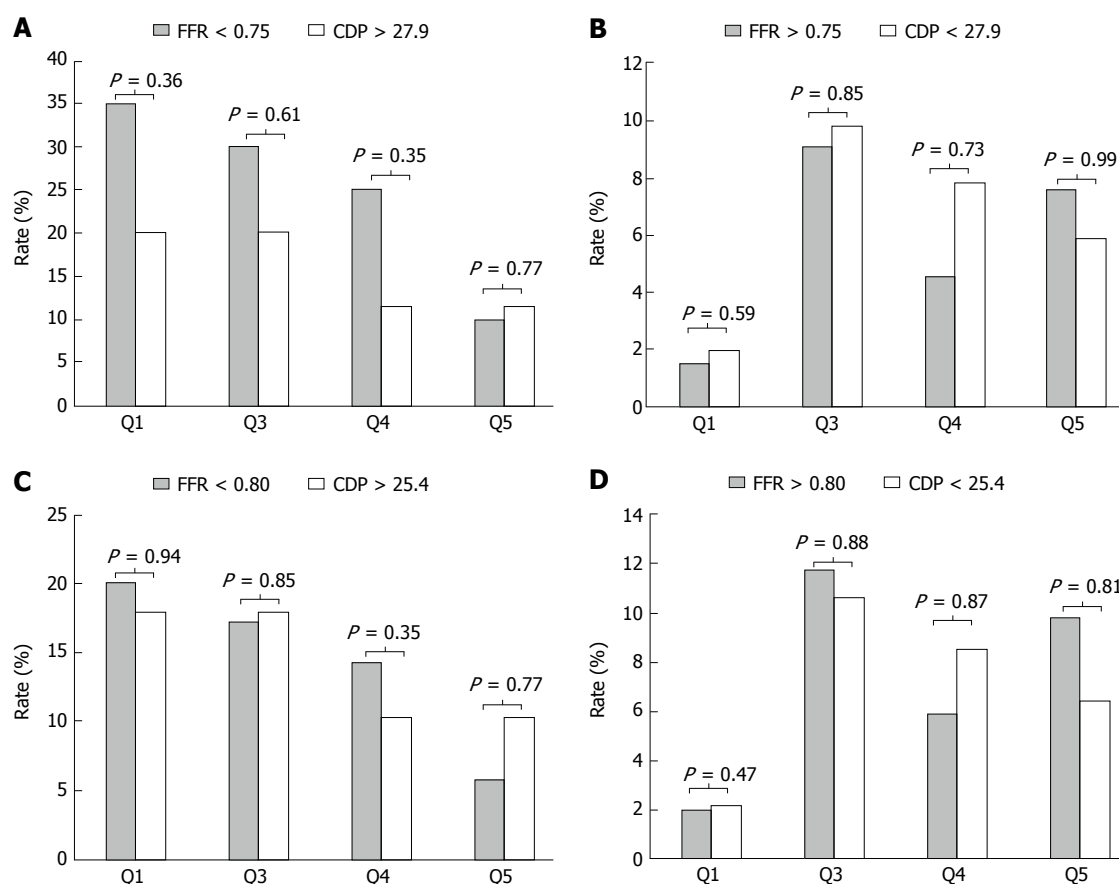 A
FFR < 0.75 CDP > 27.9
40
35
30
25
20
15
10
5
0
Rate (%)
P = 0.36
P = 0.61
P = 0.35
P = 0.77
Q1 Q3 Q4 Q5
B
FFR > 0.75 CDP < 27.9
12
10
8
6
4
2
0
Rate (%)
P = 0.59
P = 0.85
P = 0.73
P = 0.99
Q1 Q3 Q4 Q5
C
FFR < 0.80 CDP > 25.4
25
20
15
10
5
0
Rate (%)
P = 0.94
P = 0.85
P = 0.35
P = 0.77
Q1 Q3 Q4 Q5
D
FFR > 0.80 CDP < 25.4
14
12
10
8
6
4
2
0
Rate (%)
P = 0.47
P = 0.88
P = 0.87
P = 0.81
Q1 Q3 Q4 Q5